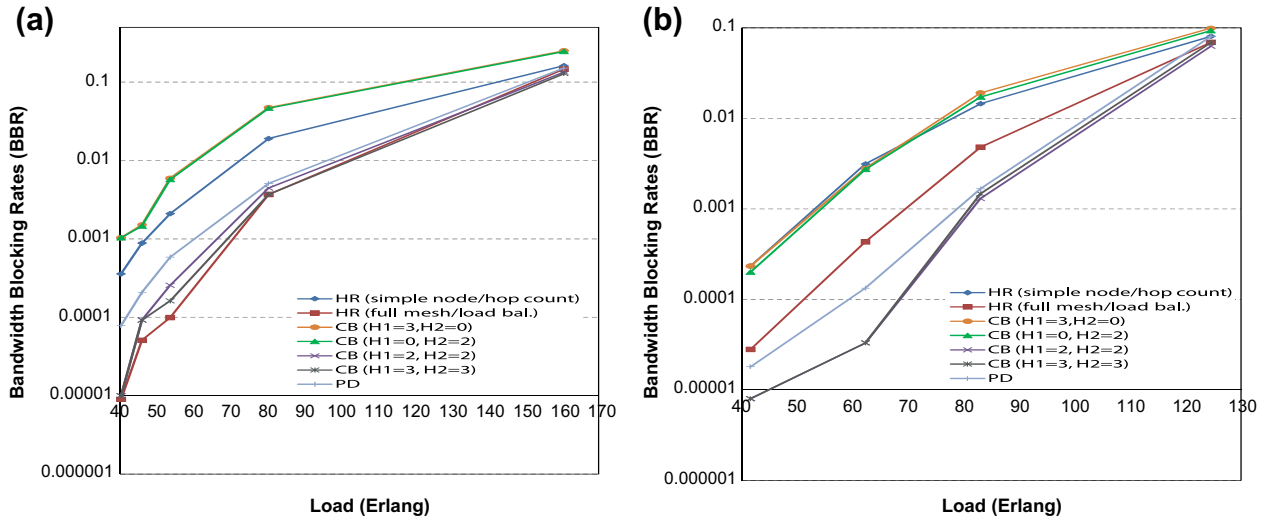 (a)
Bandwidth Blocking Rates (BBR)
0.1
0.01
0.001
0.0001
0.00001
0.000001
HR (simple node/hop count)
HR (full mesh/load bal.)
CB (H1=3,H2=0)
CB (H1=0, H2=2)
CB (H1=2, H2=2)
CB (H1=3, H2=3)
PD
40 50 60 70 80 90 100 110 120 130 140 150 160 170
Load (Erlang)
(b)
Bandwidth Blocking Rates (BBR)
0.1
0.01
0.001
0.0001
0.00001
0.000001
HR (simple node/hop count)
HR (full mesh/load bal.)
CB (H1=3,H2=0)
CB (H1=0, H2=2)
CB (H1=2, H2=2)
CB (H1=3, H2=3)
PD
40 50 60 70 80 90 100 110 120 130
Load (Erlang)